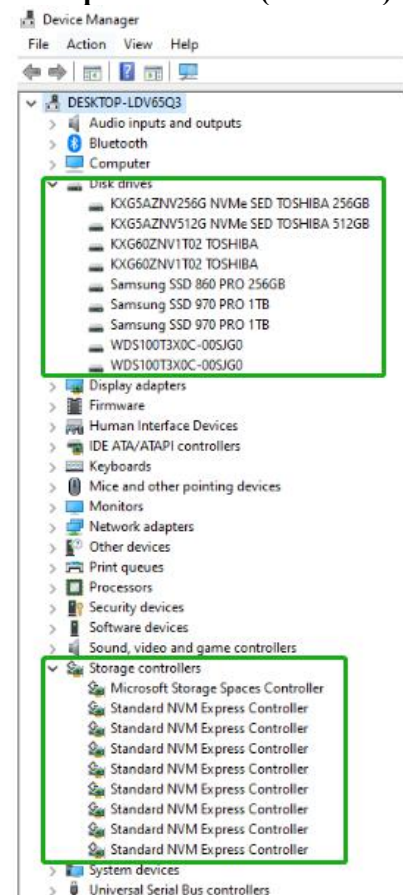 Device Manager
File Action View Help
DESKTOP-LDV65Q3
Audio inputs and outputs
Bluetooth
Computer
Disk drives
KXG5AZNV256G NVMe SED TOSHIBA 256GB
KXG5AZNV512G NVMe SED TOSHIBA 512GB
KXG60ZNV1T02 TOSHIBA
KXG60ZNV1T02 TOSHIBA
Samsung SSD 860 PRO 256GB
Samsung SSD 970 PRO 1TB
Samsung SSD 970 PRO 1TB
WDS100T3X0C-00SJG0
WDS100T3X0C-00SJG0
Display adapters
Firmware
Human Interface Devices
IDE ATA/ATAPI controllers
Keyboards
Mice and other pointing devices
Monitors
Network adapters
Other devices
Print queues
Processors
Security devices
Software devices
Sound, video and game controllers
Storage controllers
Microsoft Storage Spaces Controller
Standard NVM Express Controller
Standard NVM Express Controller
Standard NVM Express Controller
Standard NVM Express Controller
Standard NVM Express Controller
Standard NVM Express Controller
Standard NVM Express Controller
Standard NVM Express Controller
System devices
Universal Serial Bus controllers